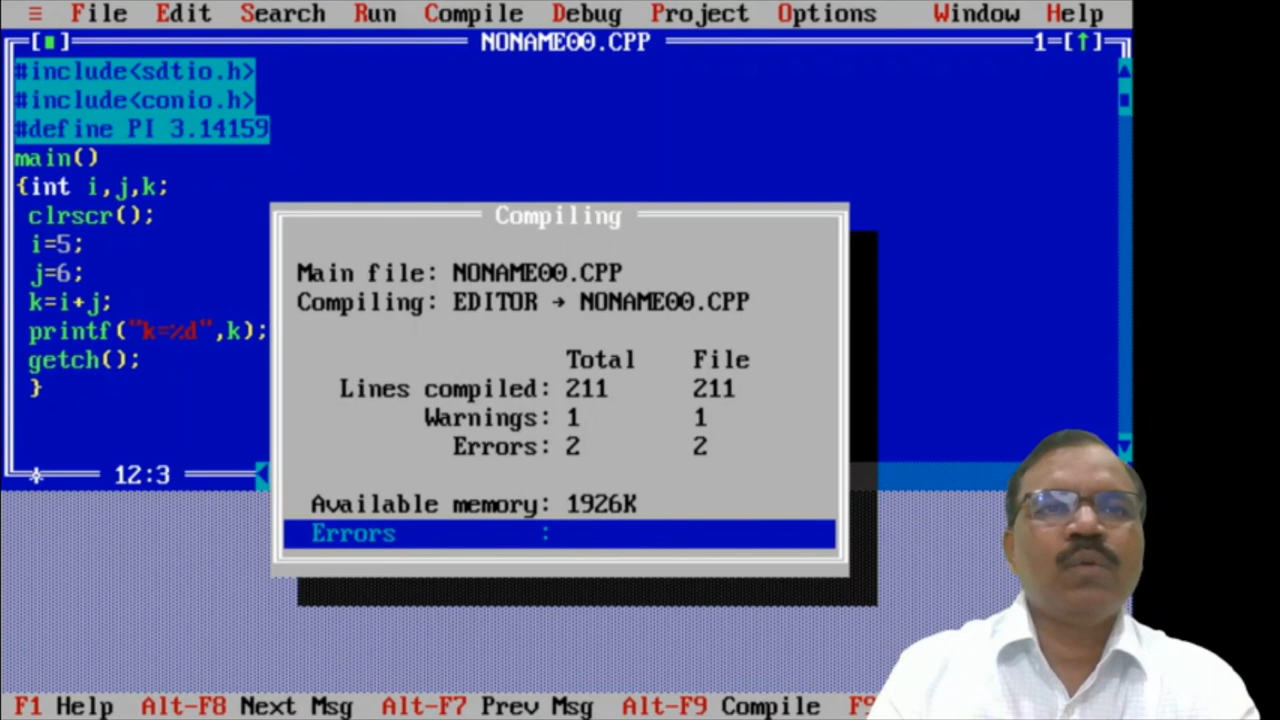 ≡ File Edit Search Run Compile Debug Project Options Window Help
[■] NONAME00.CPP 1=[↑]
#include<sdtio.h>
#include<conio.h>
#define PI 3.14159
main()
{int i,j,k;
clrscr();
i=5;
j=6;
k=i+j;
printf("k=%d",k);
getch();
}
12:3
Compiling
Main file: NONAME00.CPP
Compiling: EDITOR → NONAME00.CPP
Total File
Lines compiled: 211 211
Warnings: 1 1
Errors: 2 2
Available memory: 1926K
Errors :
F1 Help Alt-F8 Next Msg Alt-F7 Prev Msg Alt-F9 Compile F9